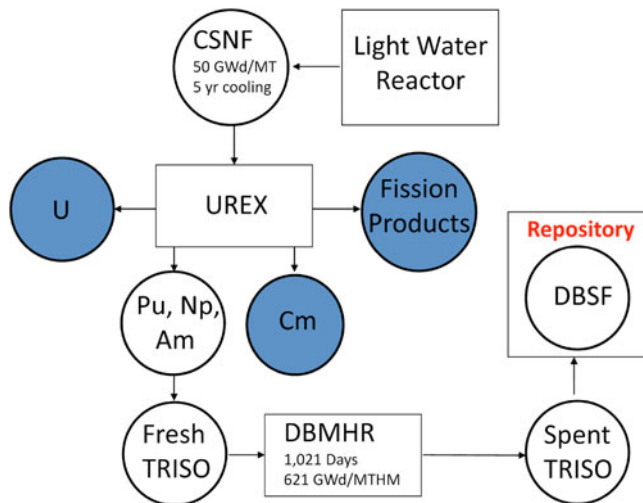 CSNF
50 GWd/MT
5 yr cooling
Light Water
Reactor
U
UREX
Fission
Products
Repository
DBSF
Pu, Np,
Am
Cm
Fresh
TRISO
DBMHR
1,021 Days
621 GWd/MTHM
Spent
TRISO